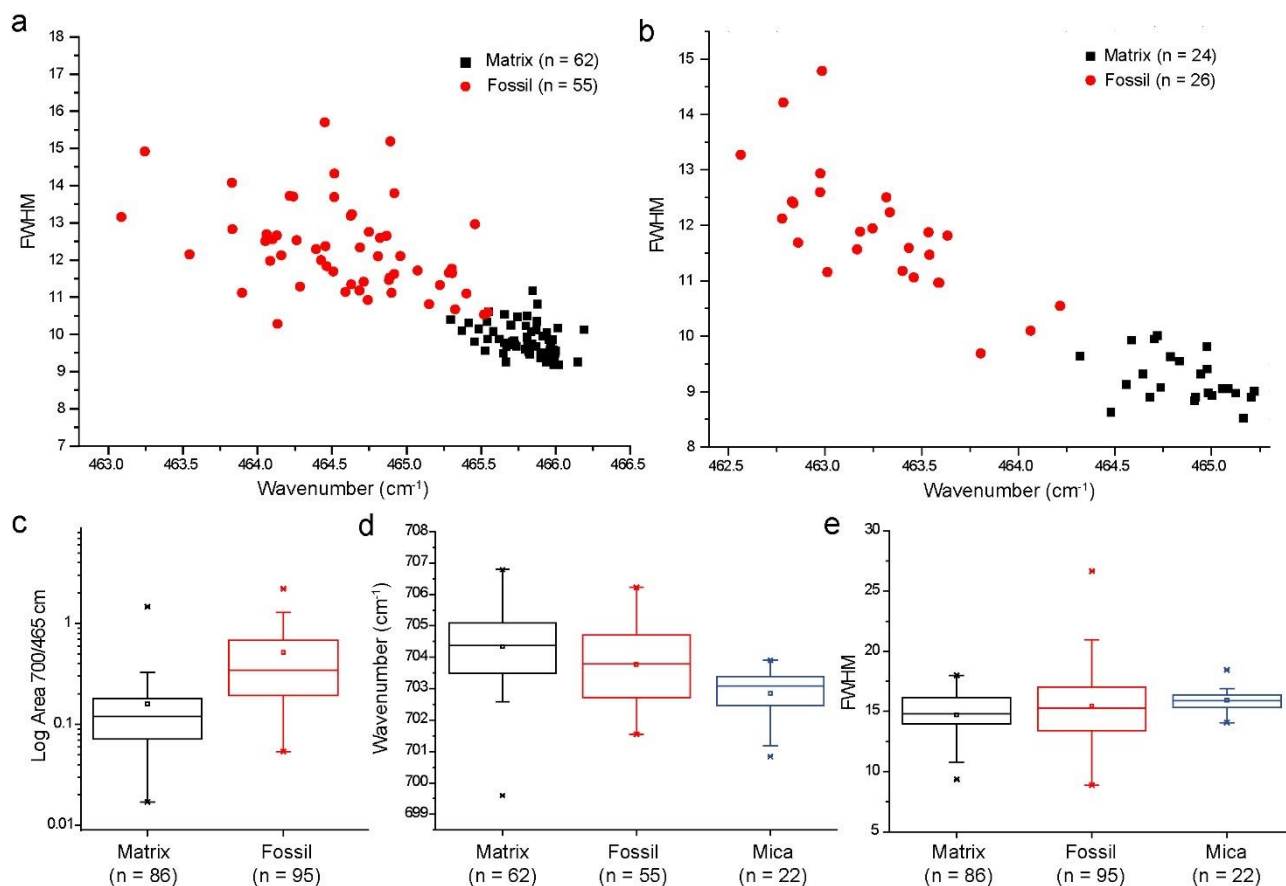 a
18
17
16
15
14
13
12
11
10
9
8
7
FWHM
Matrix (n = 62)
Fossil (n = 55)
463.0 463.5 464.0 464.5 465.0 465.5 466.0 466.5
Wavenumber (cm-1)
b
15
14
13
12
11
10
9
8
FWHM
Matrix (n = 24)
Fossil (n = 26)
462.5 463.0 463.5 464.0 464.5 465.0
Wavenumber (cm-1)
c
1
0.1
0.01
Log Area 700/465 cm
Matrix Fossil
(n = 86) (n = 95)
d
708
707
706
705
704
703
702
701
700
699
Wavenumber (cm-1)
Matrix Fossil Mica
(n = 62) (n = 55) (n = 22)
e
30
25
20
15
10
5
FWHM
Matrix Fossil Mica
(n = 86) (n = 95) (n = 22)